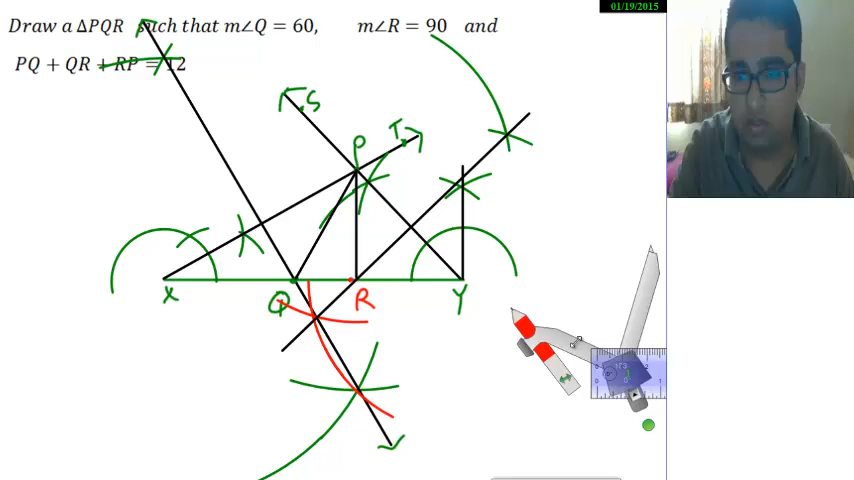 01/19/2015
Draw a ΔPQR such that m∠Q = 60, m∠R = 90 and
PQ + QR + RP = 12
S
T
P
X
Q
R
Y